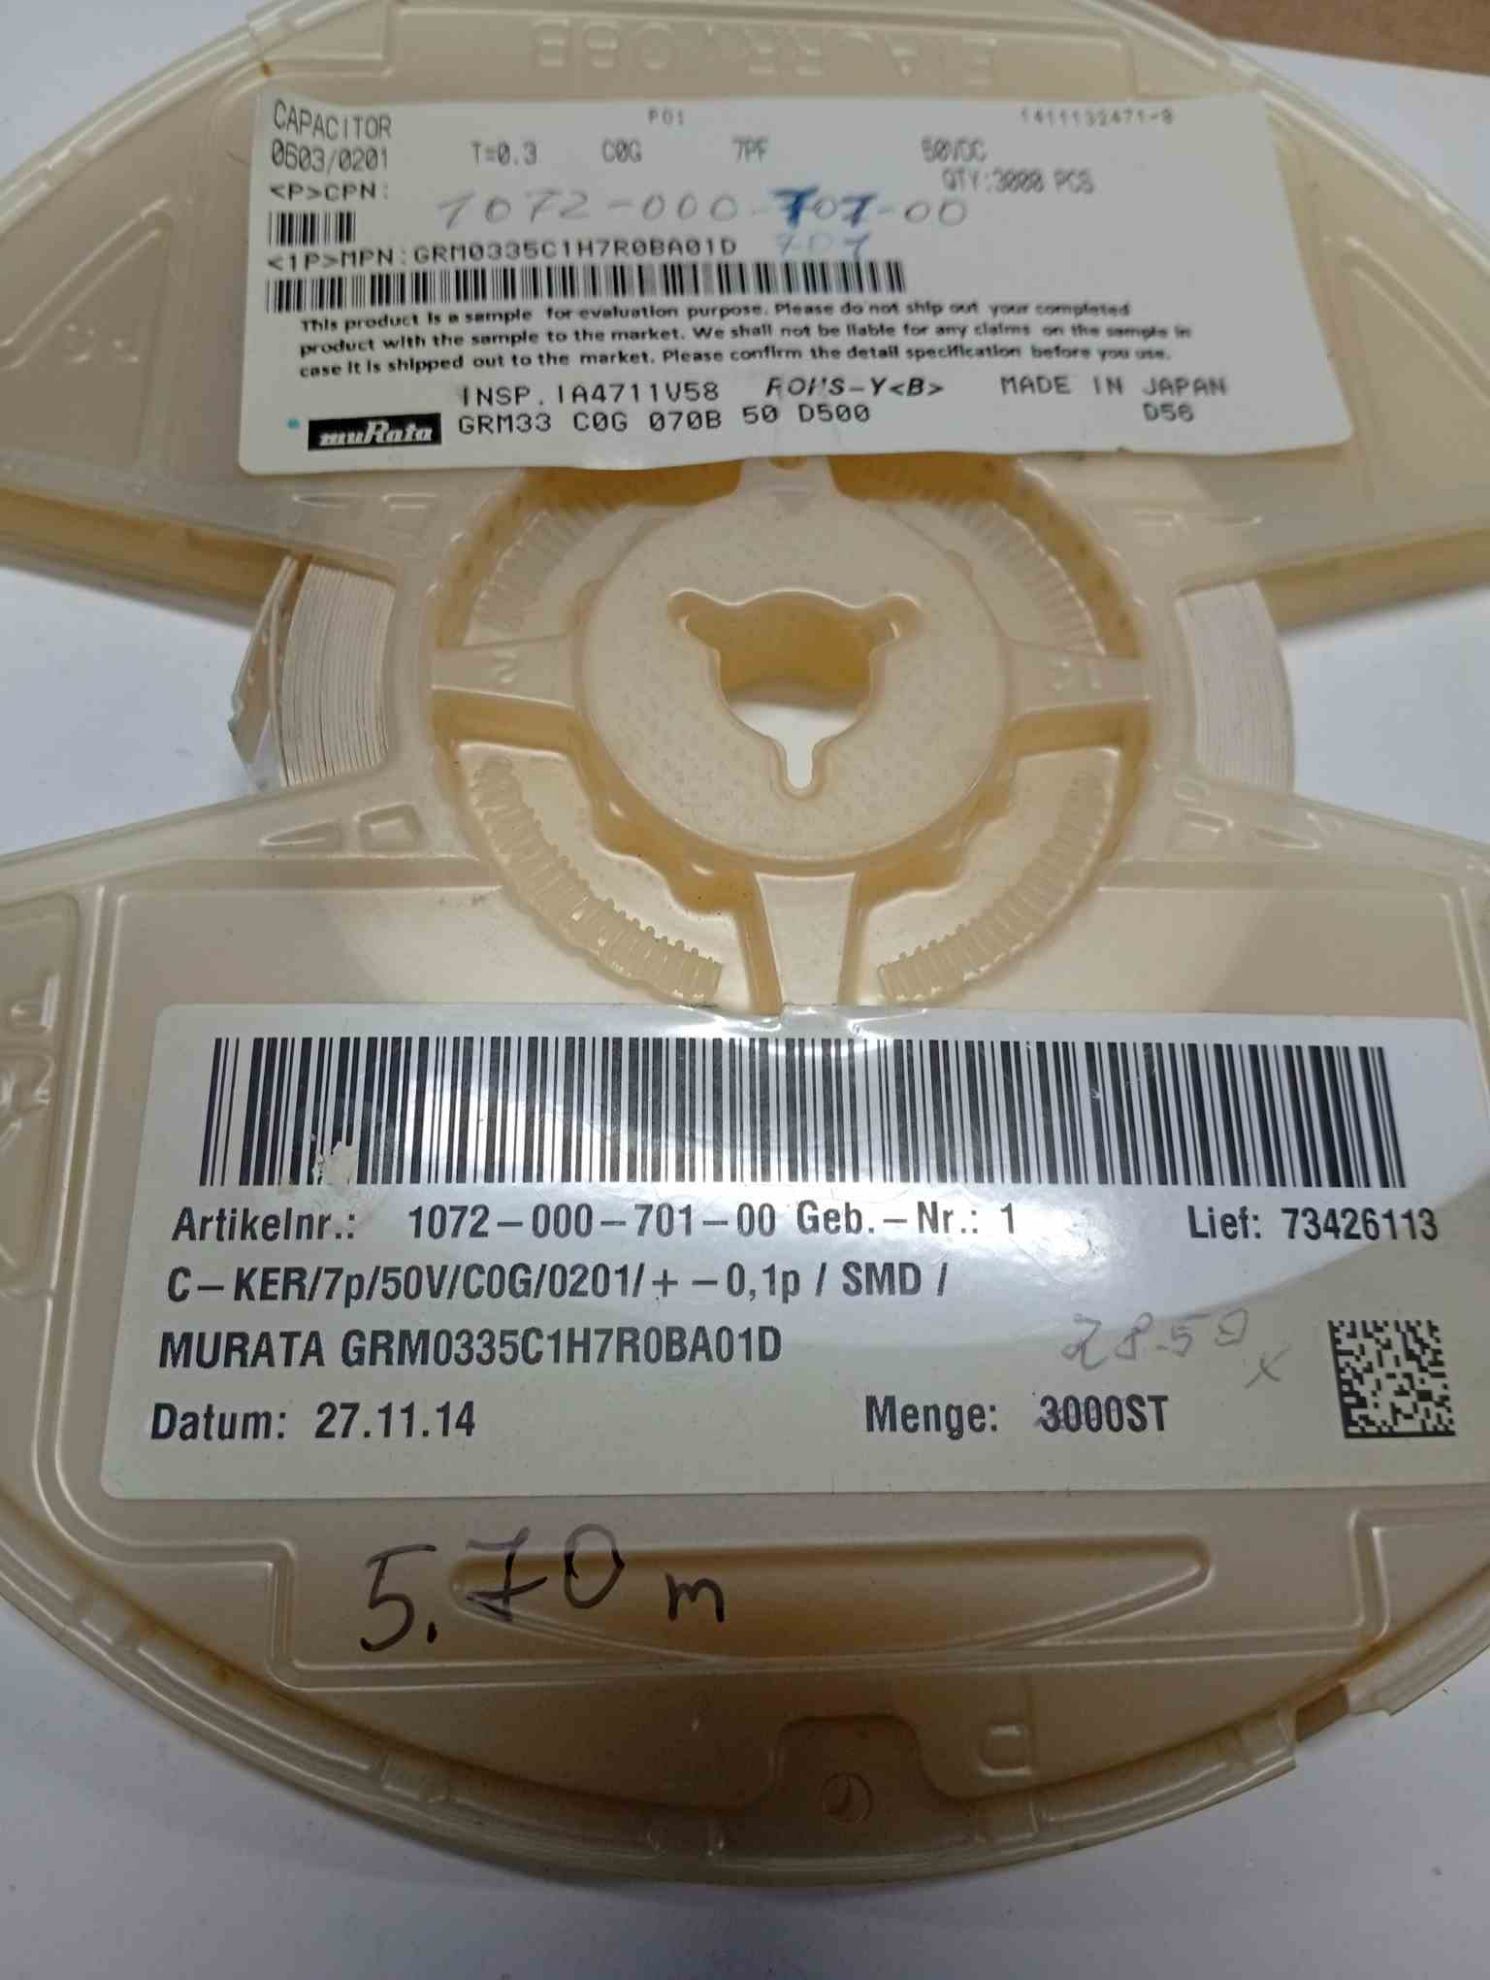 CAPACITOR
P01
1411132471-8
0603/0201 T=0.3 C0G 7PF 50VDC
<P>CPN: QTY:3000 PCS
1072-000-701-00
<1P>MPN:GRM0335C1H7R0BA01D 701
This product is a sample for evaluation purpose. Please do not ship out your completed
product with the sample to the market. We shall not be liable for any claims on the sample in
case it is shipped out to the market. Please confirm the detail specification before you use.
INSP.IA4711V58 ROHS-Y<B> MADE IN JAPAN
muRata GRM33 C0G 070B 50 D500 D56
Artikelnr.: 1072-000-701-00 Geb.-Nr.: 1 Lief: 73426113
C-KER/7p/50V/C0G/0201/+-0,1p / SMD /
MURATA GRM0335C1H7R0BA01D
Datum: 27.11.14 Menge: 3000ST
5.70 m